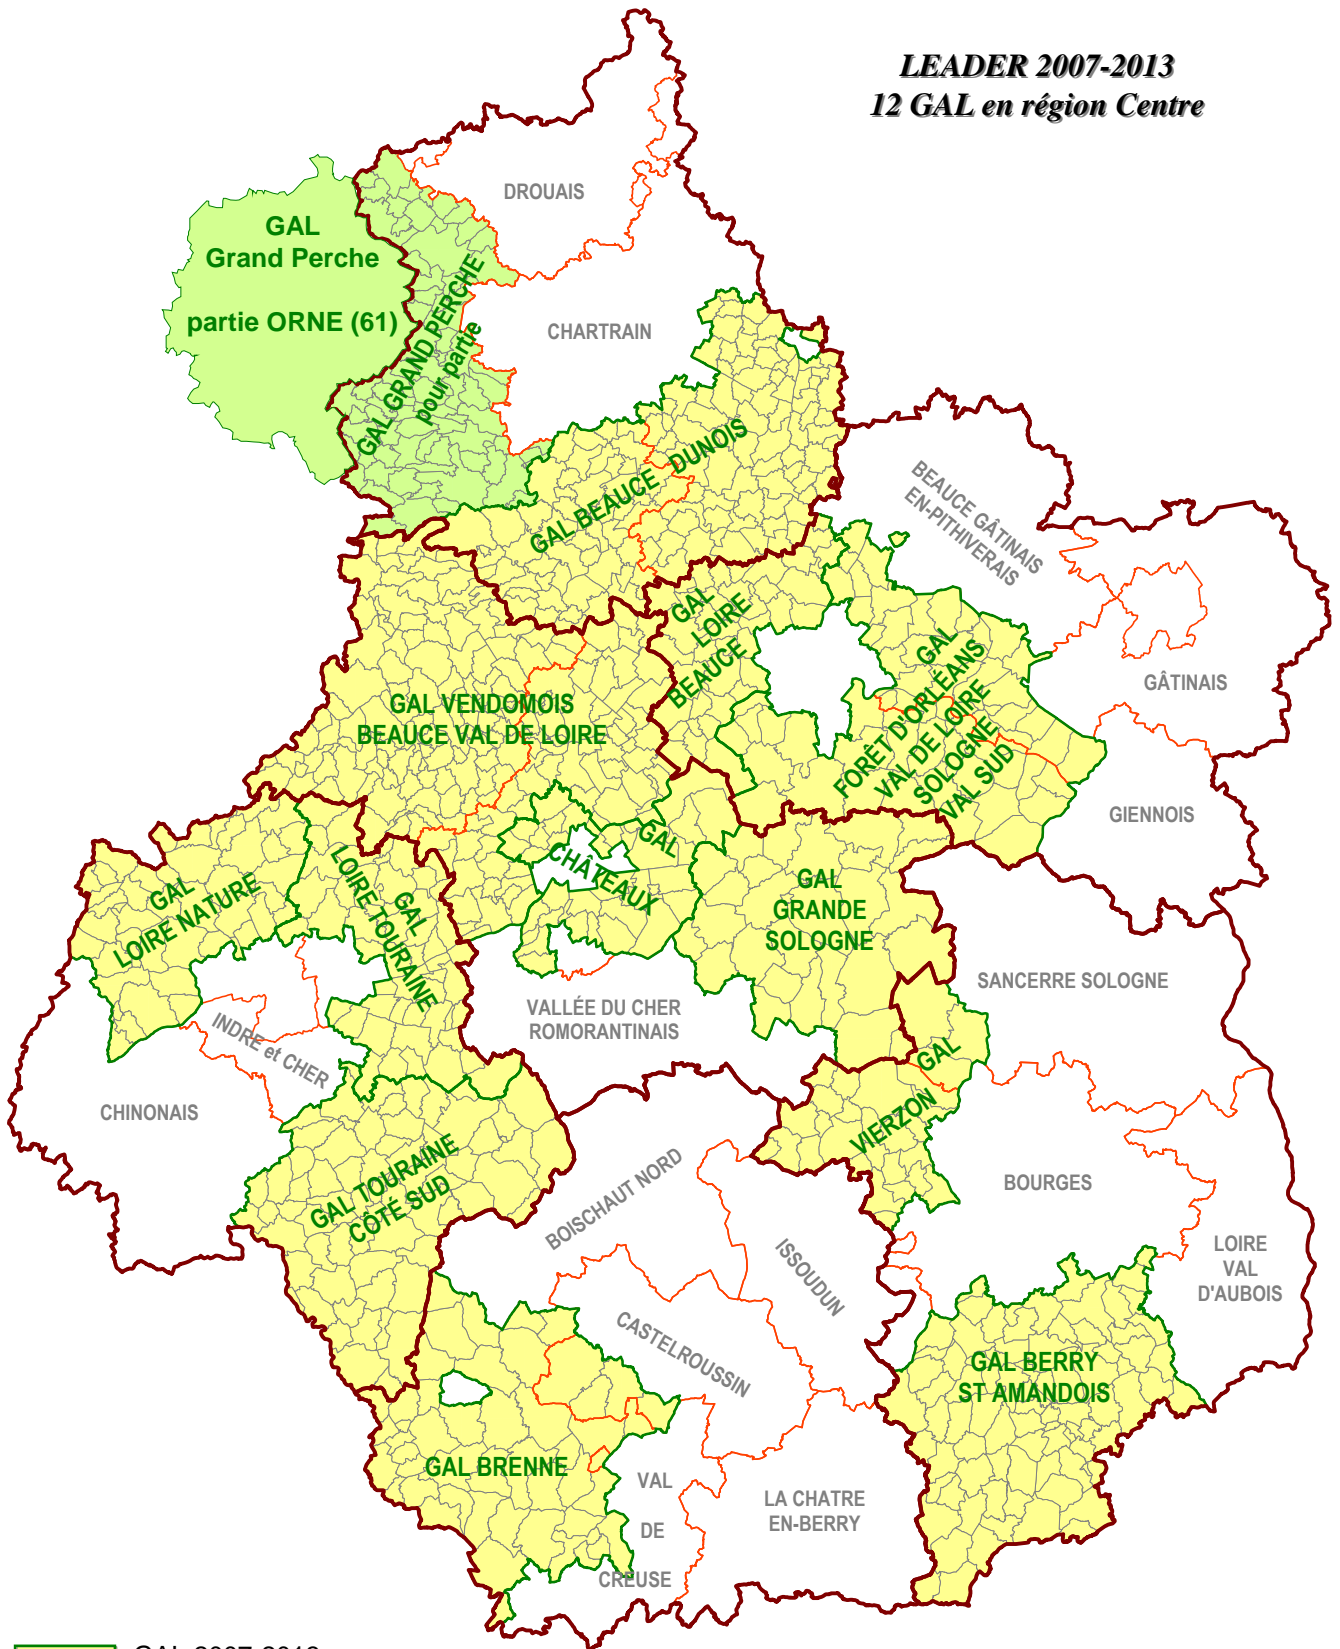 LEADER 2007-2013
12 GAL en région Centre
DROUAIS
GAL
Grand Perche
partie ORNE (61)
GAL GRAND PERCHE
pour partie
CHARTRAIN
GAL BEAUCE DUNOIS
BEAUCE GÂTINAIS
EN-PITHIVERAIS
GAL
LOIRE
BEAUCE
GAL
FORÊT D'ORLÉANS
VAL DE LOIRE
SOLOGNE
VAL SUD
GÂTINAIS
GAL VENDOMOIS
BEAUCE VAL DE LOIRE
GIENNOIS
GAL
CHÂTEAUX
GAL
LOIRE TOURAINE
GAL
LOIRE NATURE
GAL
GRANDE
SOLOGNE
SANCERRE SOLOGNE
VALLÉE DU CHER
ROMORANTINAIS
INDRE et CHER
CHINONAIS
GAL
VIERZON
GAL TOURAINE
CÔTÉ SUD
BOISCHAUT NORD
BOURGES
ISSOUDUN
LOIRE
VAL
D'AUBOIS
CASTELROUSSIN
GAL BERRY
ST AMANDOIS
GAL BRENNE
VAL
DE
CREUSE
LA CHATRE
EN-BERRY